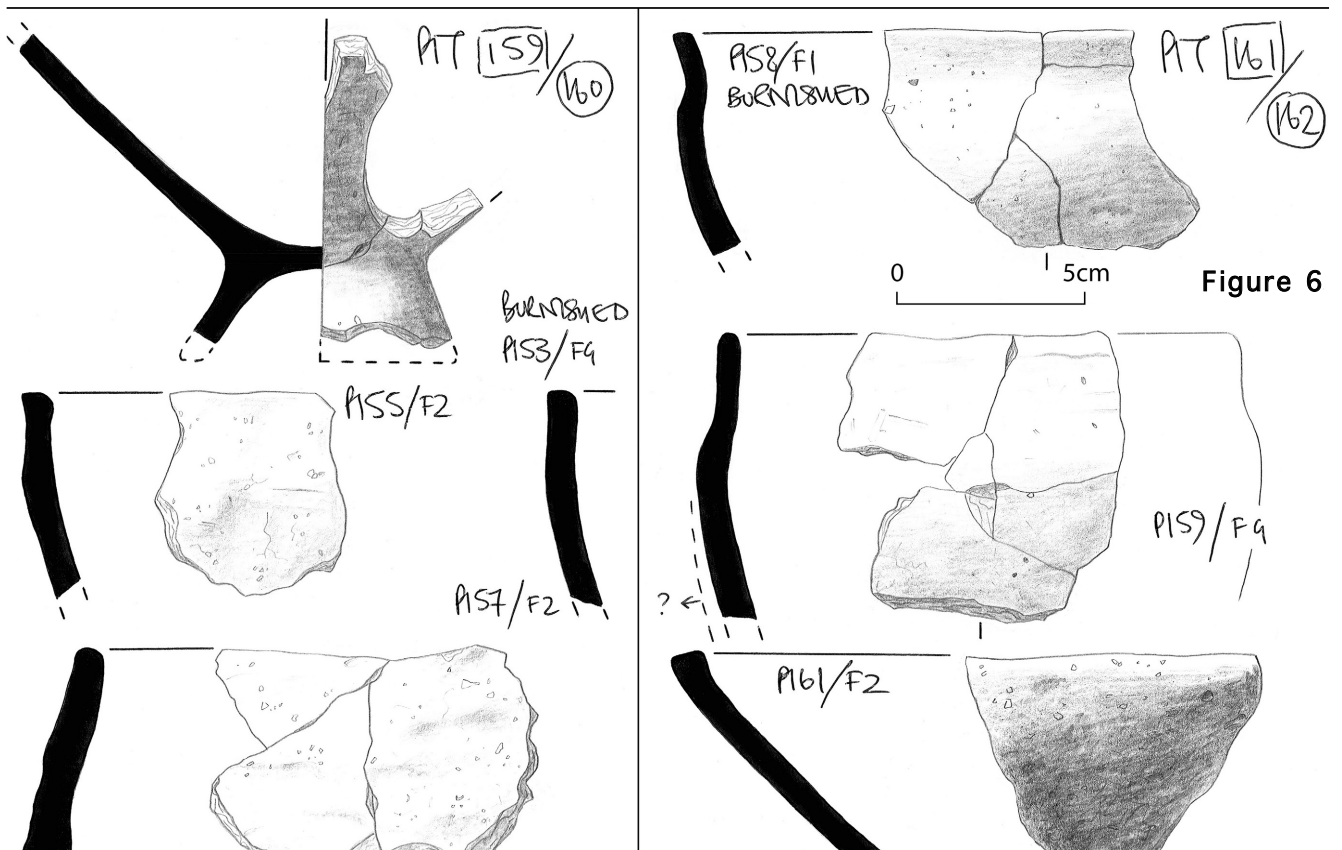 PIT 159/160
BURNISHED
P153/F4
P155/F2
P157/F2
P158/F1
BURNISHED
PIT 161/162
0 5cm
Figure 6
P159/F4
?
P161/F2